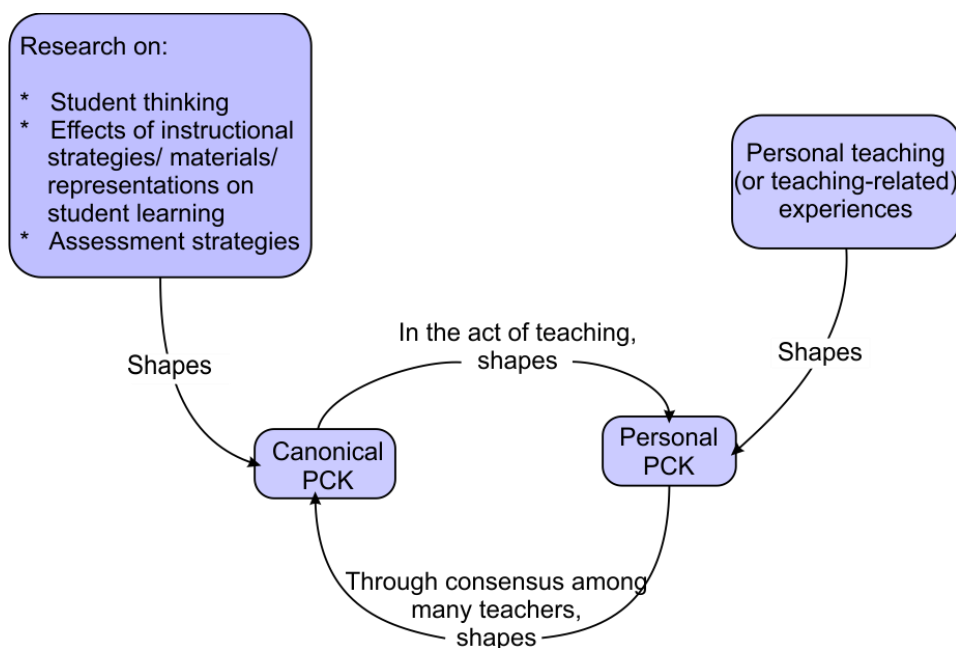 Research on:
* Student thinking
* Effects of instructional
strategies/ materials/
representations on
student learning
* Assessment strategies
Personal teaching
(or teaching-related)
experiences
In the act of teaching,
shapes
Shapes
Shapes
Canonical
PCK
Personal
PCK
Through consensus among
many teachers,
shapes